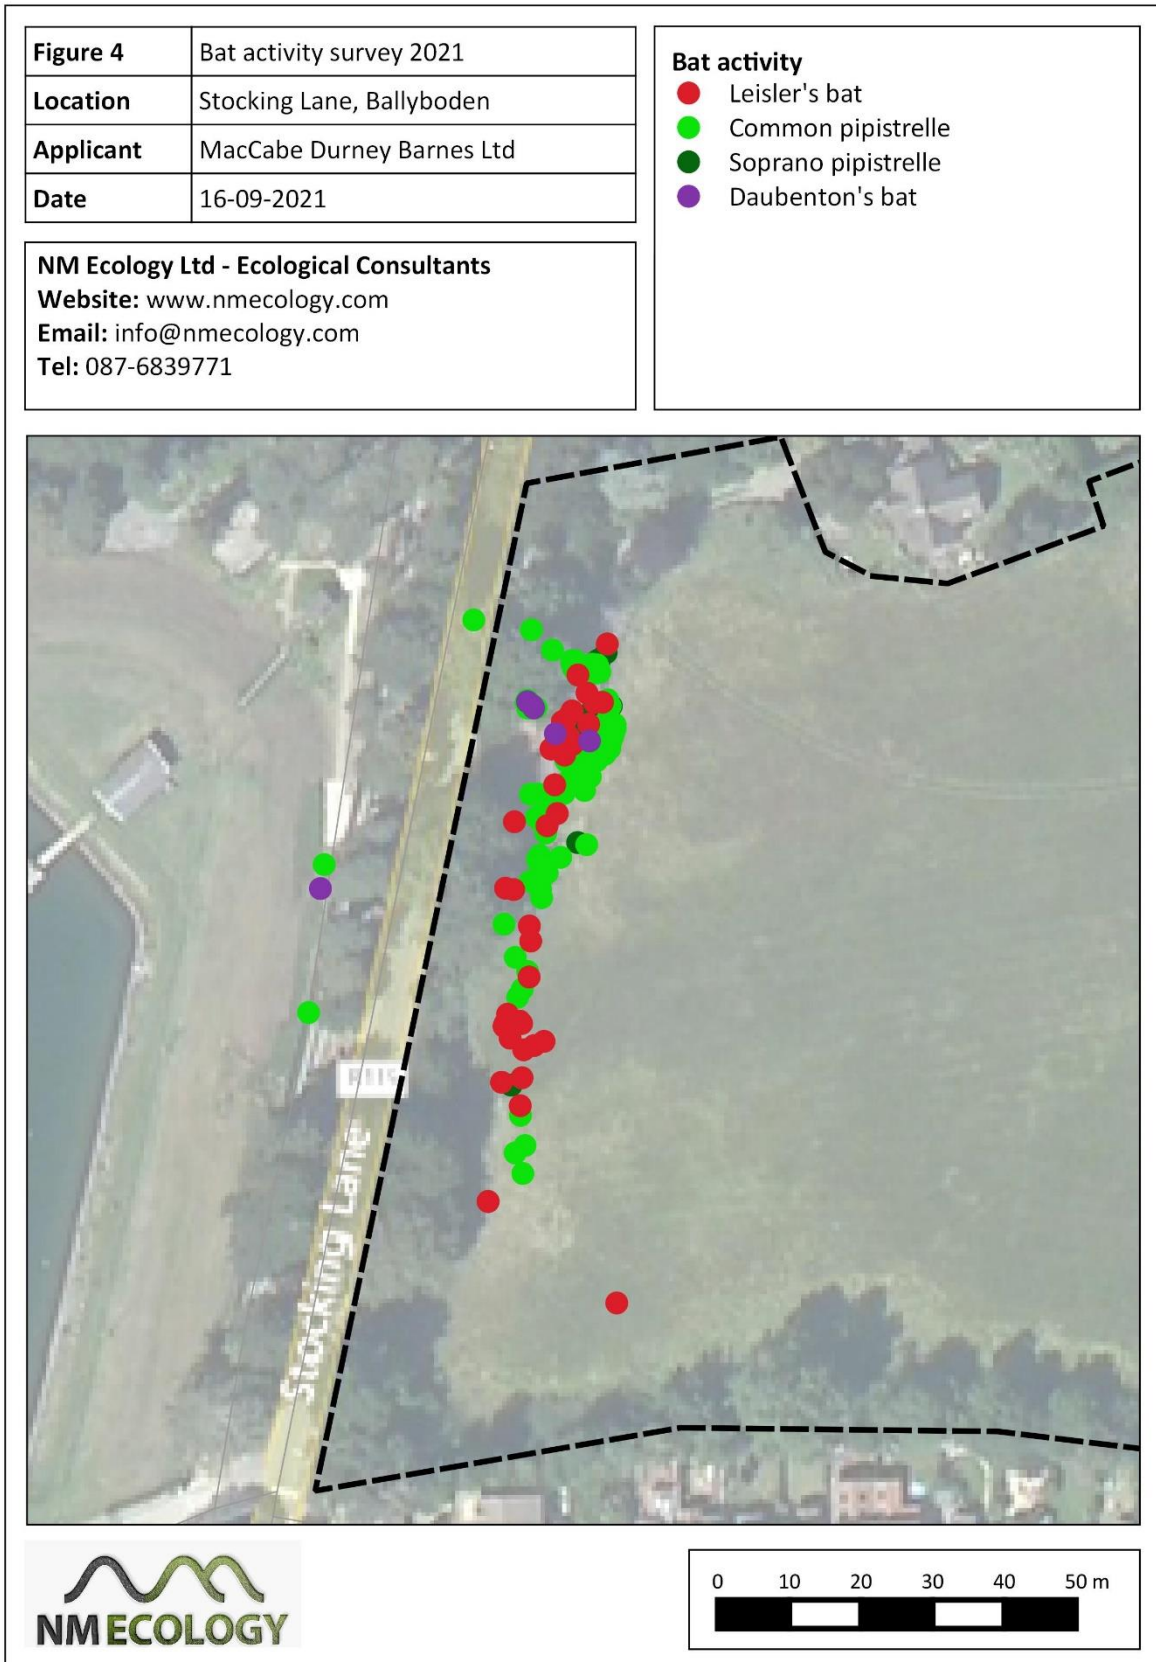 Figure 4 Bat activity survey 2021
Location Stocking Lane, Ballyboden
Applicant MacCabe Durney Barnes Ltd
Date 16-09-2021
NM Ecology Ltd - Ecological Consultants
Website: www.nmecology.com
Email: info@nmecology.com
Tel: 087-6839771
Bat activity
Leisler's bat
Common pipistrelle
Soprano pipistrelle
Daubenton's bat
Stocking Lane
NM ECOLOGY
0 10 20 30 40 50 m